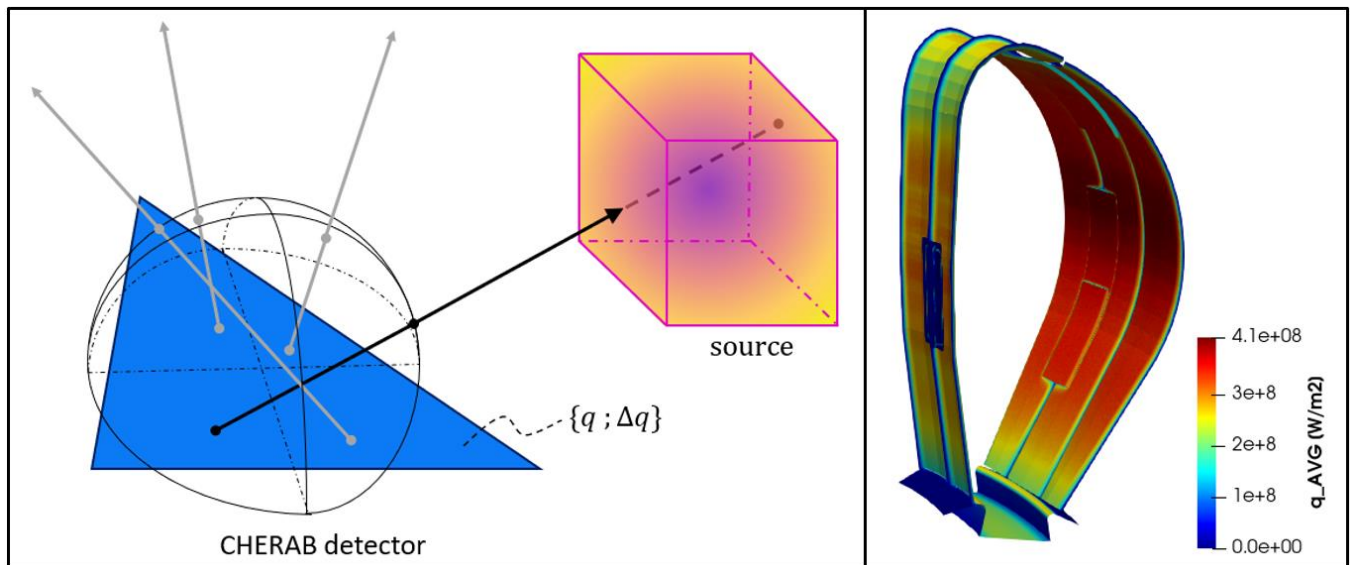 source
{q ; Δq}
CHERAB detector
4.1e+08
3e+8
2e+8
1e+8
0.0e+00
q_AVG (W/m2)